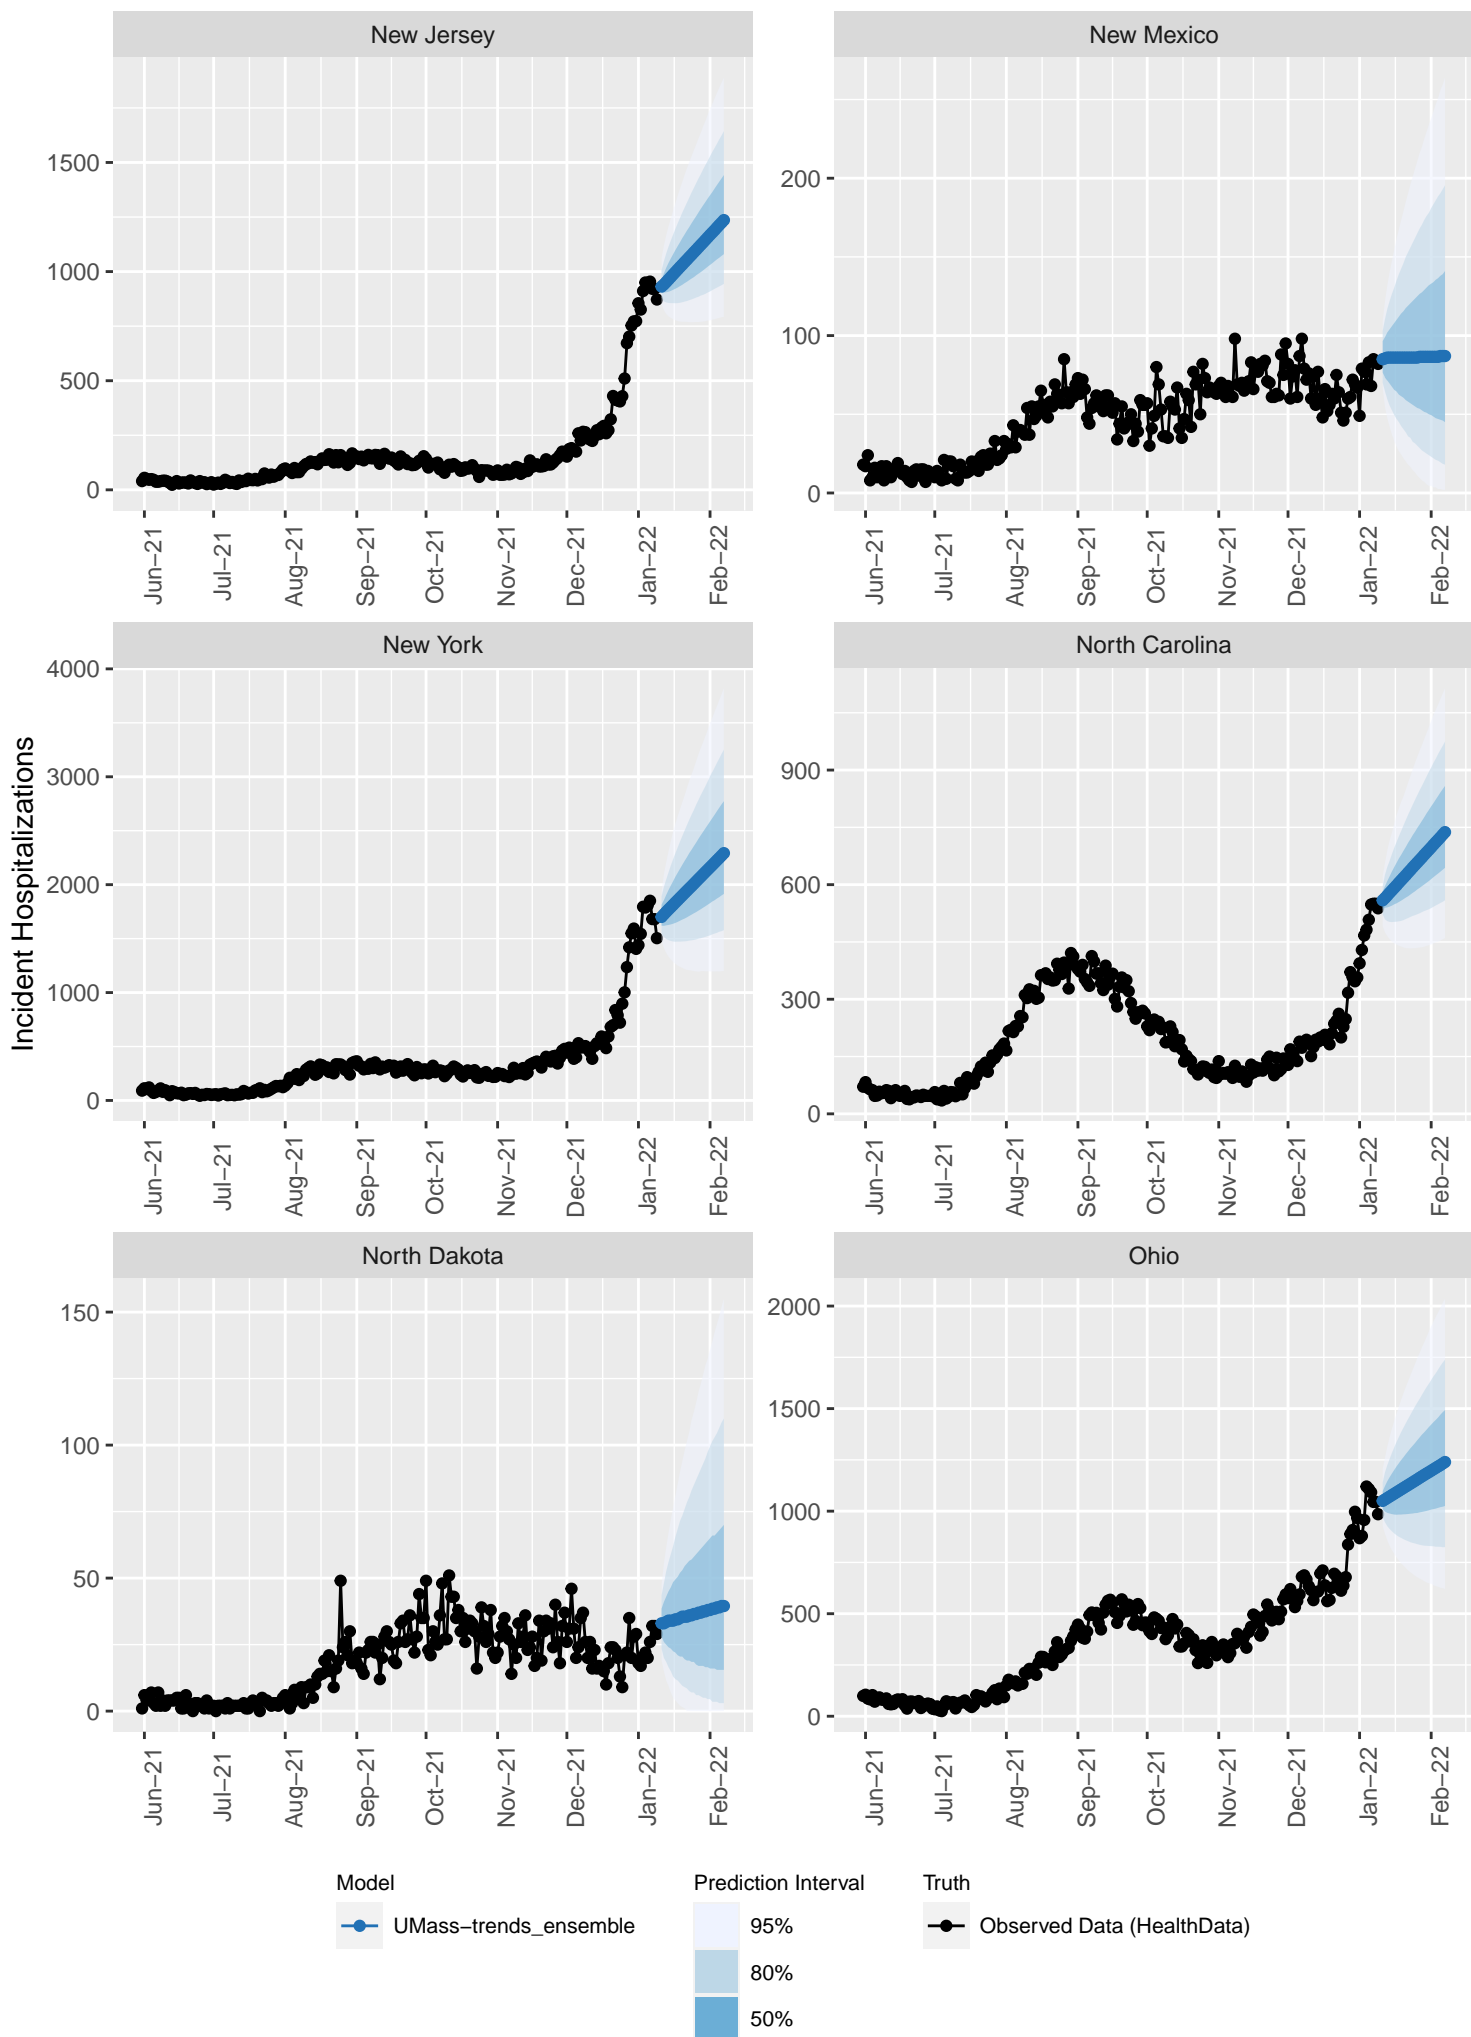 New Jersey
New Mexico
1500
1000
500
0
200
100
0
Jun−21 Jul−21 Aug−21 Sep−21 Oct−21 Nov−21 Dec−21 Jan−22 Feb−22
Jun−21 Jul−21 Aug−21 Sep−21 Oct−21 Nov−21 Dec−21 Jan−22 Feb−22
Incident Hospitalizations
New York
North Carolina
4000
3000
2000
1000
0
900
600
300
0
Jun−21 Jul−21 Aug−21 Sep−21 Oct−21 Nov−21 Dec−21 Jan−22 Feb−22
Jun−21 Jul−21 Aug−21 Sep−21 Oct−21 Nov−21 Dec−21 Jan−22 Feb−22
North Dakota
Ohio
150
100
50
0
2000
1500
1000
500
0
Jun−21 Jul−21 Aug−21 Sep−21 Oct−21 Nov−21 Dec−21 Jan−22 Feb−22
Jun−21 Jul−21 Aug−21 Sep−21 Oct−21 Nov−21 Dec−21 Jan−22 Feb−22
Model
UMass−trends_ensemble
Prediction Interval
95%
80%
50%
Truth
Observed Data (HealthData)